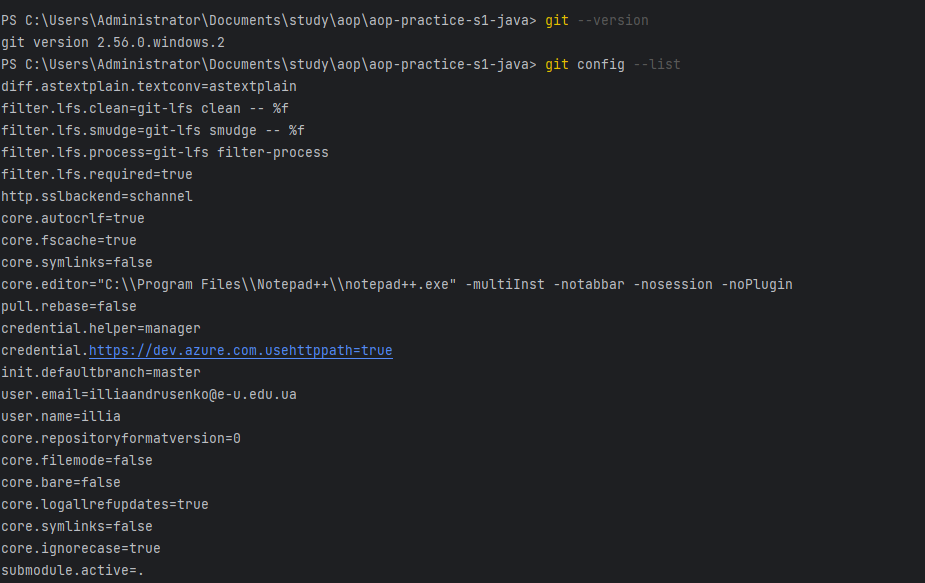 PS C:\Users\Administrator\Documents\study\aop\aop-practice-s1-java> git --version
git version 2.56.0.windows.2
PS C:\Users\Administrator\Documents\study\aop\aop-practice-s1-java> git config --list
diff.astextplain.textconv=astextplain
filter.lfs.clean=git-lfs clean -- %f
filter.lfs.smudge=git-lfs smudge -- %f
filter.lfs.process=git-lfs filter-process
filter.lfs.required=true
http.sslbackend=schannel
core.autocrlf=true
core.fscache=true
core.symlinks=false
core.editor="C:\\Program Files\\Notepad++\\notepad++.exe" -multiInst -notabbar -nosession -noPlugin
pull.rebase=false
credential.helper=manager
credential.https://dev.azure.com.usehttppath=true
init.defaultbranch=master
user.email=illiaandrusenko@e-u.edu.ua
user.name=illia
core.repositoryformatversion=0
core.filemode=false
core.bare=false
core.logallrefupdates=true
core.symlinks=false
core.ignorecase=true
submodule.active=.